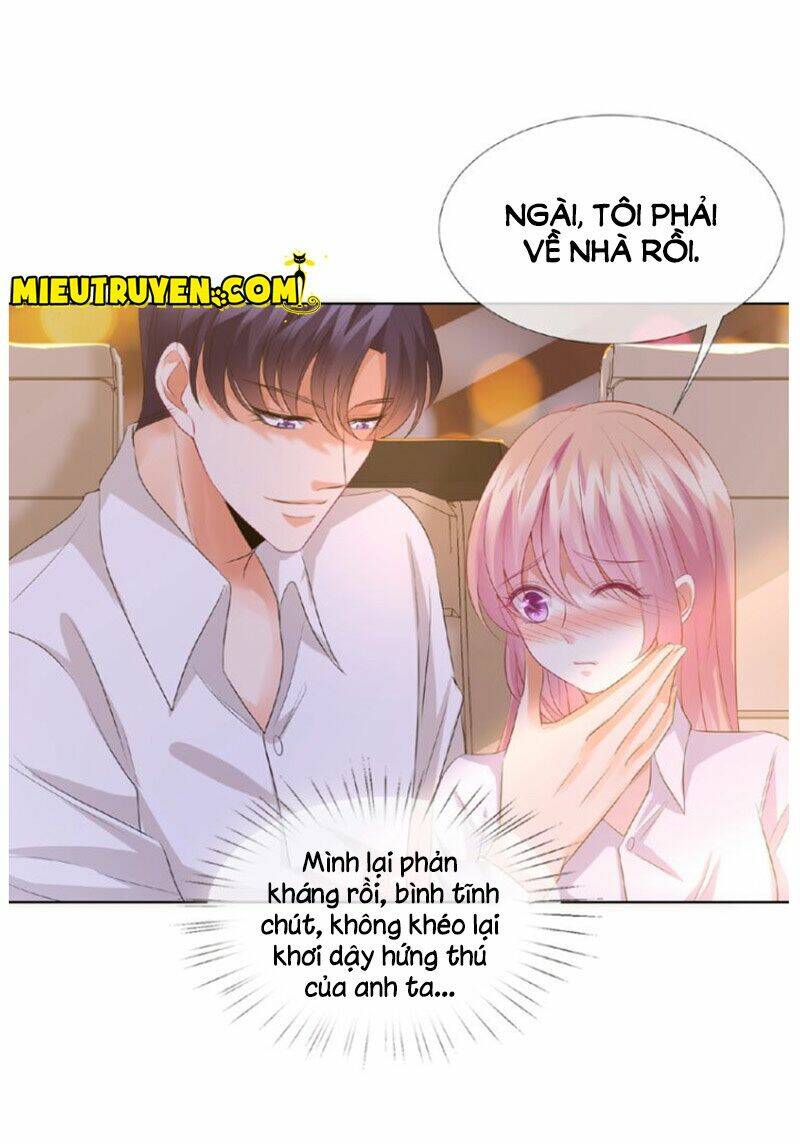 NGÀI, TÔI PHẢI
VỀ NHÀ RỒI.
MIEUTRUYEN.COM
Mình lại phản
kháng rồi, bình tĩnh
chút, không khéo lại
khơi dậy hứng thú
của anh ta...